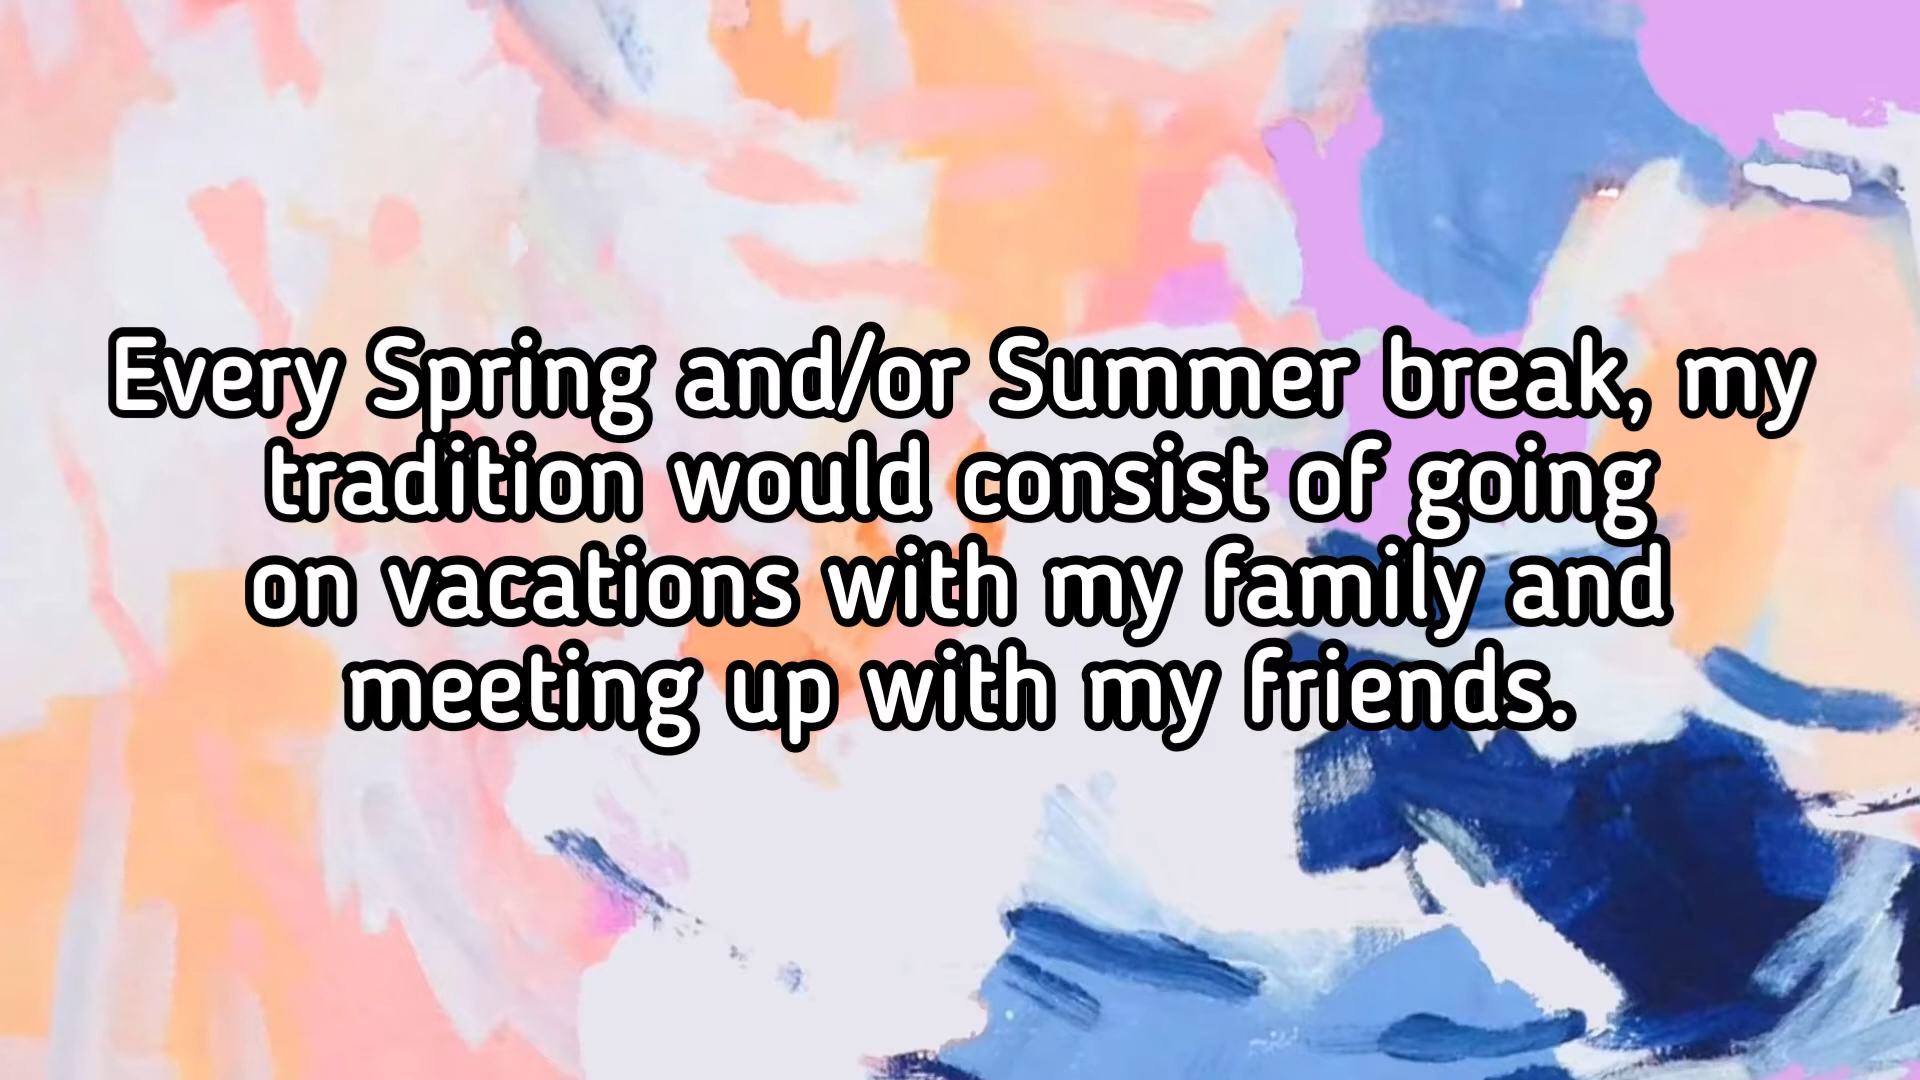 Every Spring and/or Summer break, my
tradition would consist of going
on vacations with my family and
meeting up with my friends.